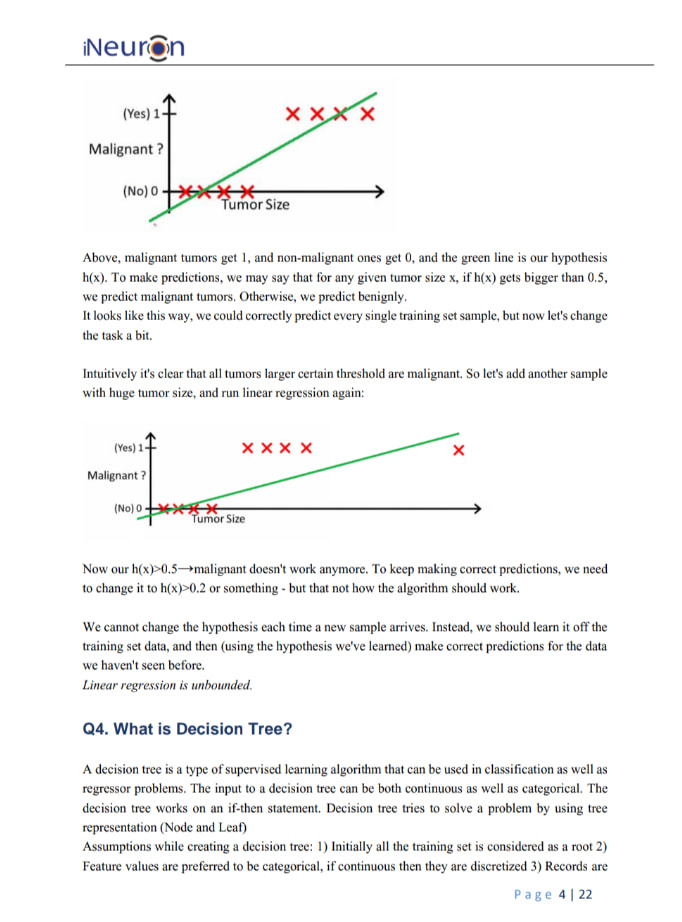 iNeuron
(Yes) 1
Malignant ?
(No) 0
Tumor Size
Above, malignant tumors get 1, and non-malignant ones get 0, and the green line is our hypothesis
h(x). To make predictions, we may say that for any given tumor size x, if h(x) gets bigger than 0.5,
we predict malignant tumors. Otherwise, we predict benignly.
It looks like this way, we could correctly predict every single training set sample, but now let's change
the task a bit.
Intuitively it's clear that all tumors larger certain threshold are malignant. So let's add another sample
with huge tumor size, and run linear regression again:
(Yes) 1
Malignant ?
(No) 0
Tumor Size
Now our h(x)>0.5→malignant doesn't work anymore. To keep making correct predictions, we need
to change it to h(x)>0.2 or something - but that not how the algorithm should work.
We cannot change the hypothesis each time a new sample arrives. Instead, we should learn it off the
training set data, and then (using the hypothesis we've learned) make correct predictions for the data
we haven't seen before.
Linear regression is unbounded.
Q4. What is Decision Tree?
A decision tree is a type of supervised learning algorithm that can be used in classification as well as
regressor problems. The input to a decision tree can be both continuous as well as categorical. The
decision tree works on an if-then statement. Decision tree tries to solve a problem by using tree
representation (Node and Leaf)
Assumptions while creating a decision tree: 1) Initially all the training set is considered as a root 2)
Feature values are preferred to be categorical, if continuous then they are discretized 3) Records are
Page 4 | 22